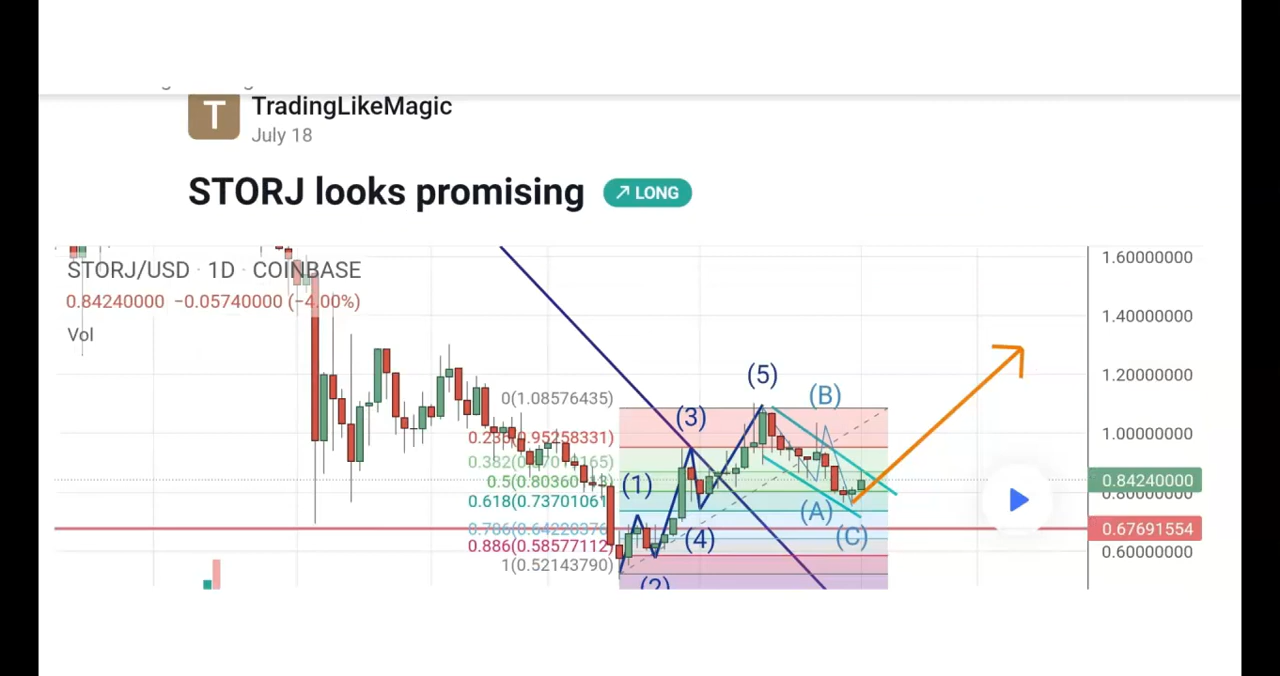 T
TradingLikeMagic
July 18
STORJ looks promising
LONG
STORJ/USD · 1D · COINBASE
0.84240000 −0.05740000 (−4.00%)
Vol
1.60000000
1.40000000
1.20000000
1.00000000
0.84240000
0.80000000
0.67691554
0.60000000
0(1.08576435)
0.236(0.95258331)
0.5(0.80360
0.618(0.73701061)
0.886(0.58577112)
1(0.52143790)
(1)
(2)
(3)
(4)
(5)
(A)
(B)
(C)